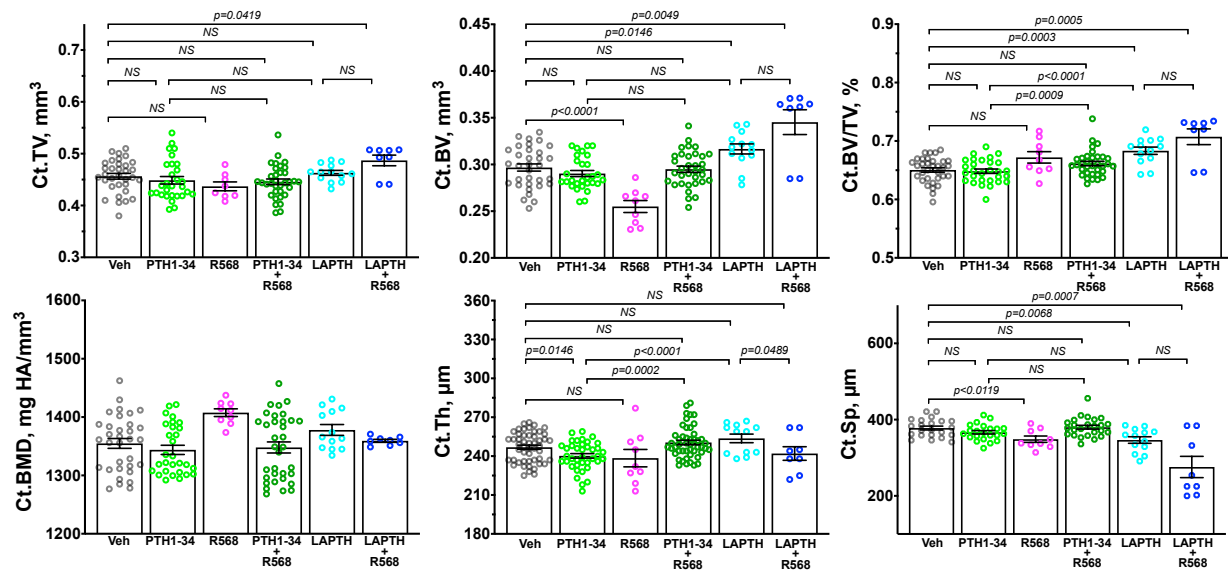 Ct.TV, mm³
0.7
0.6
0.5
0.4
0.3
p=0.0419
NS
NS
NS
NS
NS
NS
NS
Veh
PTH1-34
R568
PTH1-34
+
R568
LAPTH
LAPTH
+
R568
Ct.BV, mm³
0.40
0.35
0.30
0.25
0.20
p=0.0049
p=0.0146
NS
NS
NS
NS
NS
p<0.0001
Veh
PTH1-34
R568
PTH1-34
+
R568
LAPTH
LAPTH
+
R568
Ct.BV/TV, %
0.9
0.8
0.7
0.6
0.5
p=0.0005
p=0.0003
NS
NS
p<0.0001
NS
p=0.0009
NS
Veh
PTH1-34
R568
PTH1-34
+
R568
LAPTH
LAPTH
+
R568
Ct.BMD, mg HA/mm³
1600
1500
1400
1300
1200
Veh
PTH1-34
R568
PTH1-34
+
R568
LAPTH
LAPTH
+
R568
Ct.Th, µm
360
330
300
270
240
210
180
NS
NS
NS
p=0.0146
p<0.0001
p=0.0489
p=0.0002
NS
Veh
PTH1-34
R568
PTH1-34
+
R568
LAPTH
LAPTH
+
R568
Ct.Sp, µm
600
400
200
p=0.0007
p=0.0068
NS
NS
NS
NS
NS
p<0.0119
Veh
PTH1-34
R568
PTH1-34
+
R568
LAPTH
LAPTH
+
R568